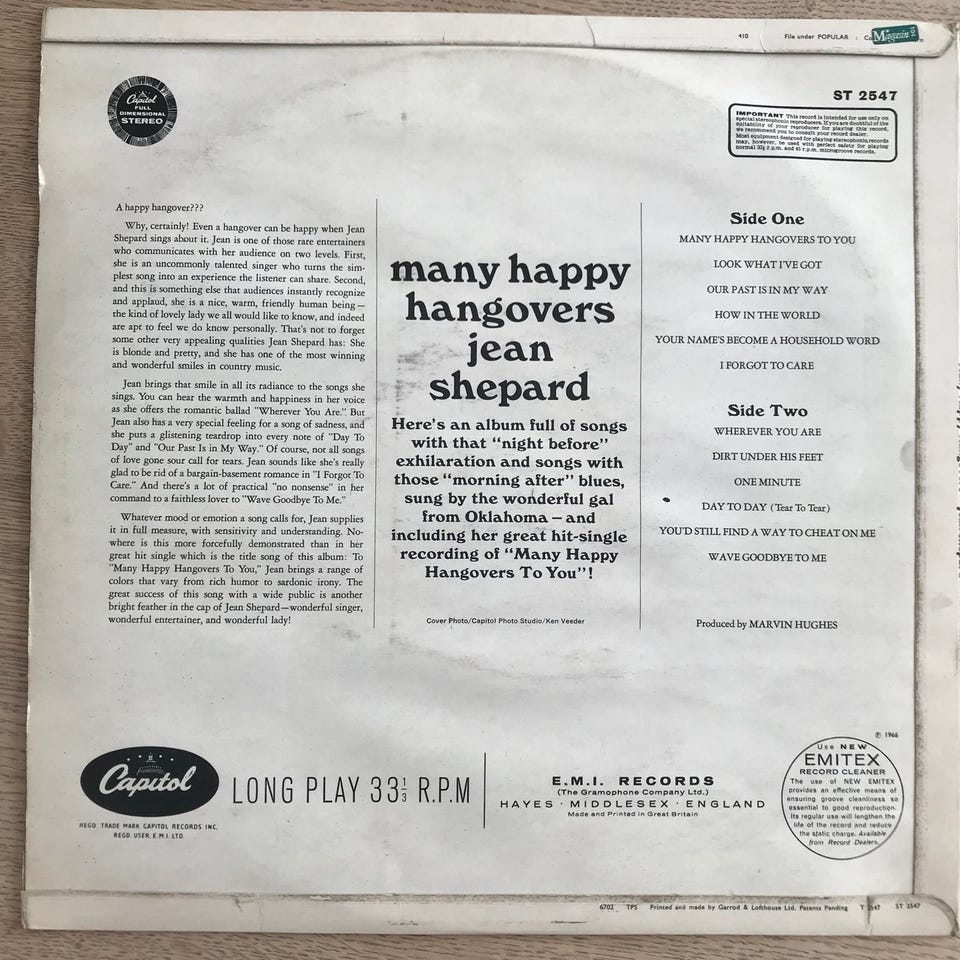 410 File under POPULAR :
Magasin
Capitol
FULL
DIMENSIONAL
STEREO
ST 2547
IMPORTANT This record is intended for use only on
special stereophonic reproducers. If you are doubtful of the
suitability of your reproducer for playing this record,
we recommend you to consult your record dealer.
Most equipment designed for playing stereophonic records
may, however, be used with perfect safety for playing
normal 33⅓ r.p.m. and 45 r.p.m. microgroove records.
A happy hangover???
Why, certainly! Even a hangover can be happy when Jean
Shepard sings about it. Jean is one of those rare entertainers
who communicates with her audience on two levels. First,
she is an uncommonly talented singer who turns the sim-
plest song into an experience the listener can share. Second,
and this is something else that audiences instantly recognize
and applaud, she is a nice, warm, friendly human being—
the kind of lovely lady we all would like to know, and indeed
are apt to feel we do know personally. That's not to forget
some other very appealing qualities Jean Shepard has: She
is blonde and pretty, and she has one of the most winning
and wonderful smiles in country music.
Jean brings that smile in all its radiance to the songs she
sings. You can hear the warmth and happiness in her voice
as she offers the romantic ballad "Wherever You Are." But
Jean also has a very special feeling for a song of sadness, and
she puts a glistening teardrop into every note of "Day To
Day" and "Our Past Is in My Way." Of course, not all songs
of love gone sour call for tears. Jean sounds like she's really
glad to be rid of a bargain-basement romance in "I Forgot To
Care." And there's a lot of practical "no nonsense" in her
command to a faithless lover to "Wave Goodbye To Me."
Whatever mood or emotion a song calls for, Jean supplies
it in full measure, with sensitivity and understanding. No-
where is this more forcefully demonstrated than in her
great hit single which is the title song of this album: To
"Many Happy Hangovers To You," Jean brings a range of
colors that vary from rich humor to sardonic irony. The
great success of this song with a wide public is another
bright feather in the cap of Jean Shepard—wonderful singer,
wonderful entertainer, and wonderful lady!
many happy
hangovers
jean
shepard
Here's an album full of songs
with that "night before"
exhilaration and songs with
those "morning after" blues,
sung by the wonderful gal
from Oklahoma — and
including her great hit-single
recording of "Many Happy
Hangovers To You"!
Cover Photo/Capitol Photo Studio/Ken Veeder
Side One
MANY HAPPY HANGOVERS TO YOU
LOOK WHAT I'VE GOT
OUR PAST IS IN MY WAY
HOW IN THE WORLD
YOUR NAME'S BECOME A HOUSEHOLD WORD
I FORGOT TO CARE
Side Two
WHEREVER YOU ARE
DIRT UNDER HIS FEET
ONE MINUTE
DAY TO DAY (Tear To Tear)
YOU'D STILL FIND A WAY TO CHEAT ON ME
WAVE GOODBYE TO ME
Produced by MARVIN HUGHES
Capitol
REGD TRADE MARK CAPITOL RECORDS INC.
REGD. USER. E.M.I. LTD.
LONG PLAY 33⅓ R.P.M
E.M.I. RECORDS
(The Gramophone Company Ltd.)
HAYES · MIDDLESEX · ENGLAND
Made and Printed in Great Britain
℗ 1966
Use NEW
EMITEX
RECORD CLEANER
The use of NEW EMITEX
provides an effective means of
ensuring groove cleanliness so
essential to good reproduction.
Its regular use will lengthen the
life of the record and reduce
the static charge. Available
from Record Dealers.
6702 TPS Printed and made by Garrod & Lofthouse Ltd. Patents Pending T 2547 ST 2547